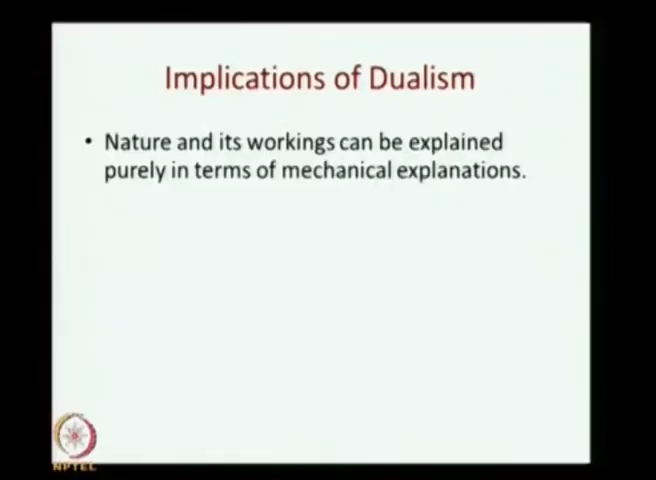 Implications of Dualism
• Nature and its workings can be explained
purely in terms of mechanical explanations.
NPTEL